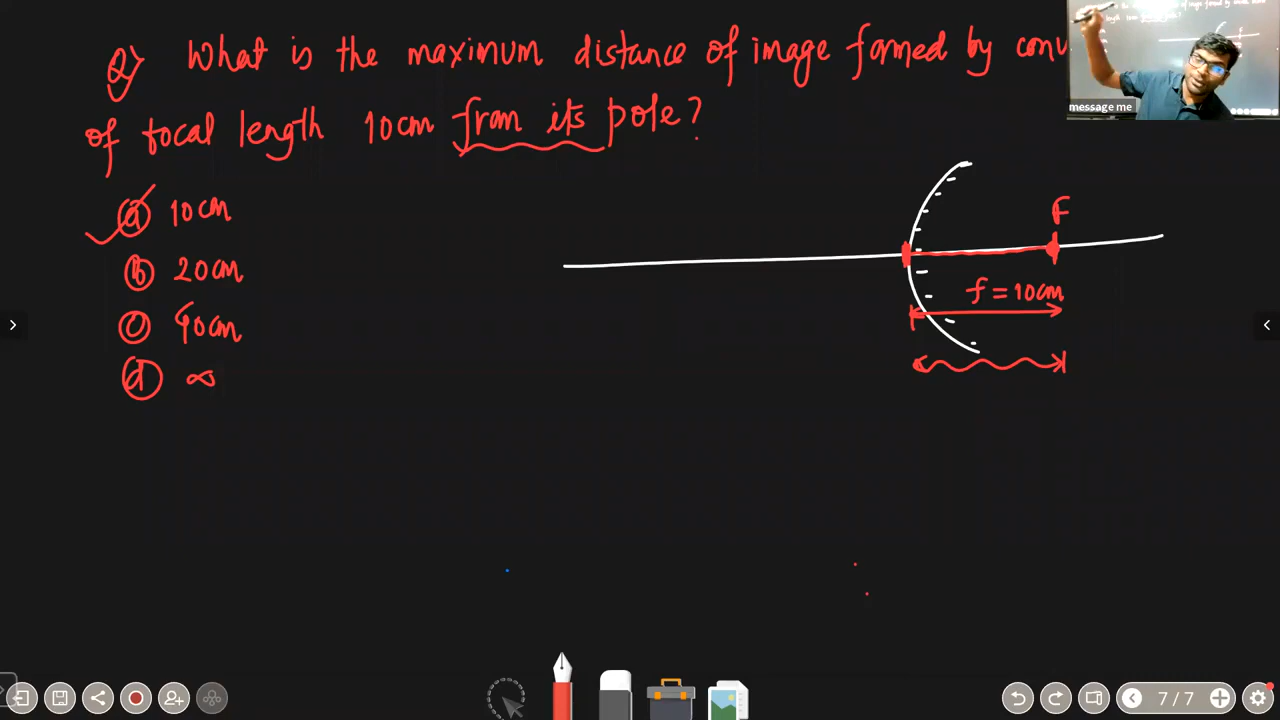 Q) What is the maximum distance of image formed by conv
of focal length 10cm from its pole?
(a) 10cm
(b) 20cm
(c) 40cm
(d) ∞
F
f = 10cm
message me
7 / 7